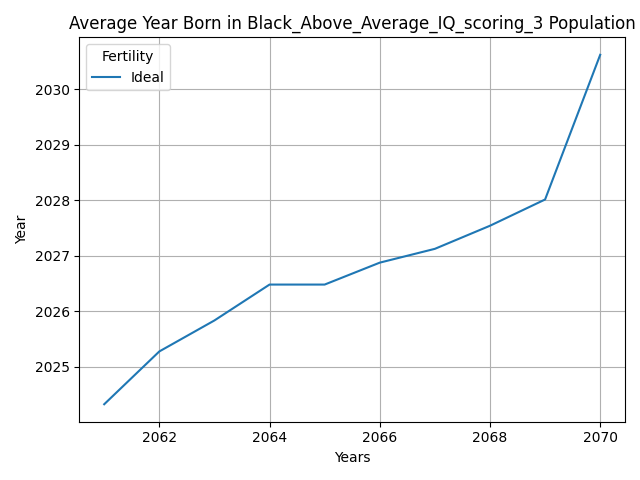 Average Year Born in Black_Above_Average_IQ_scoring_3 Population
Fertility
Ideal
2030
2029
2028
2027
2026
2025
Year
2062 2064 2066 2068 2070
Years